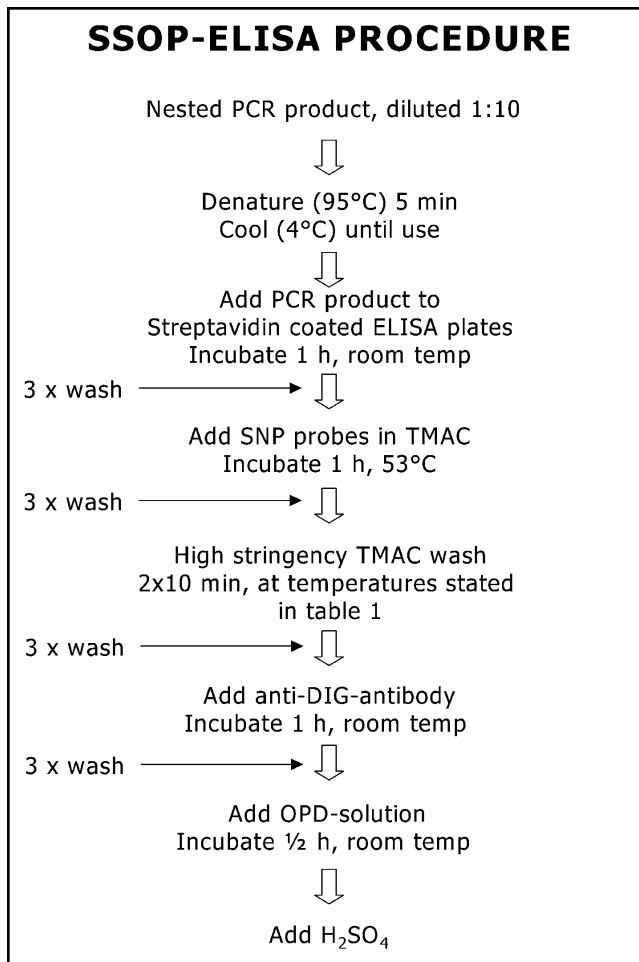 SSOP-ELISA PROCEDURE
Nested PCR product, diluted 1:10
Denature (95°C) 5 min
Cool (4°C) until use
Add PCR product to
Streptavidin coated ELISA plates
Incubate 1 h, room temp
3 x wash
Add SNP probes in TMAC
Incubate 1 h, 53°C
3 x wash
High stringency TMAC wash
2x10 min, at temperatures stated
in table 1
3 x wash
Add anti-DIG-antibody
Incubate 1 h, room temp
3 x wash
Add OPD-solution
Incubate ½ h, room temp
Add H₂SO₄